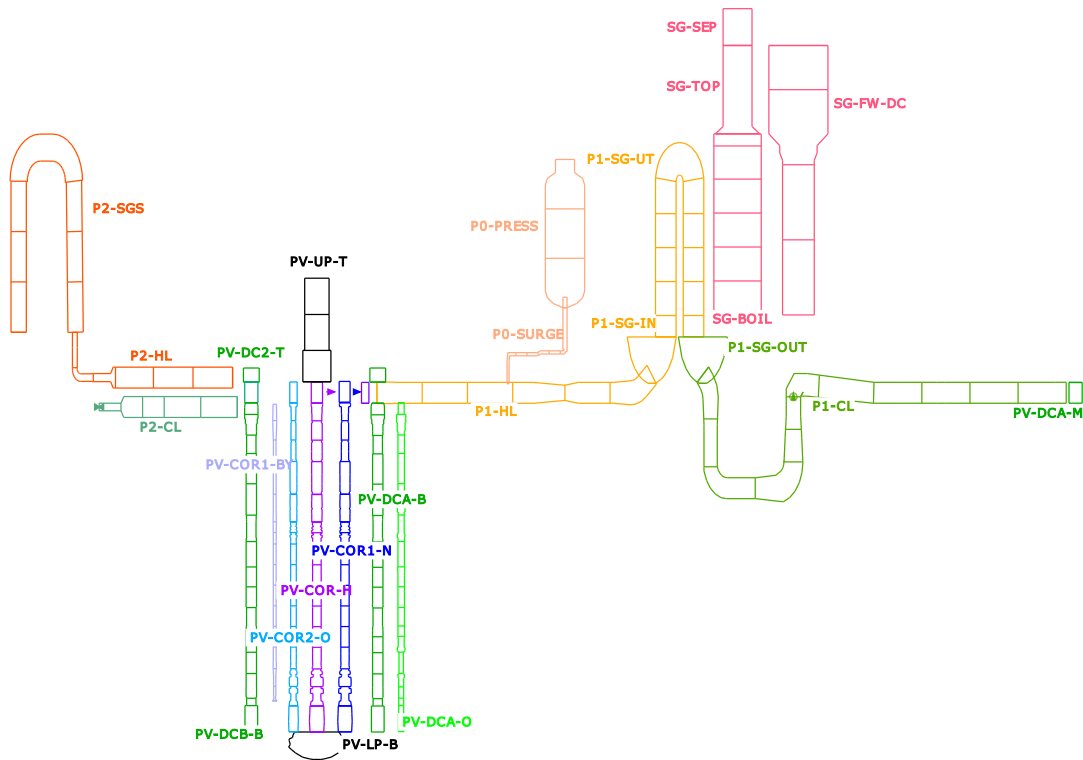 SG-SEP
SG-TOP
SG-FW-DC
P1-SG-UT
P2-SGS
P0-PRESS
PV-UP-T
SG-BOIL
P1-SG-IN
P0-SURGE
P1-SG-OUT
P2-HL
PV-DC2-T
P1-HL
P1-CL
PV-DCA-M
P2-CL
PV-COR1-BY
PV-DCA-B
PV-COR1-N
PV-COR-H
PV-COR2-O
PV-DCA-O
PV-DCB-B
PV-LP-B